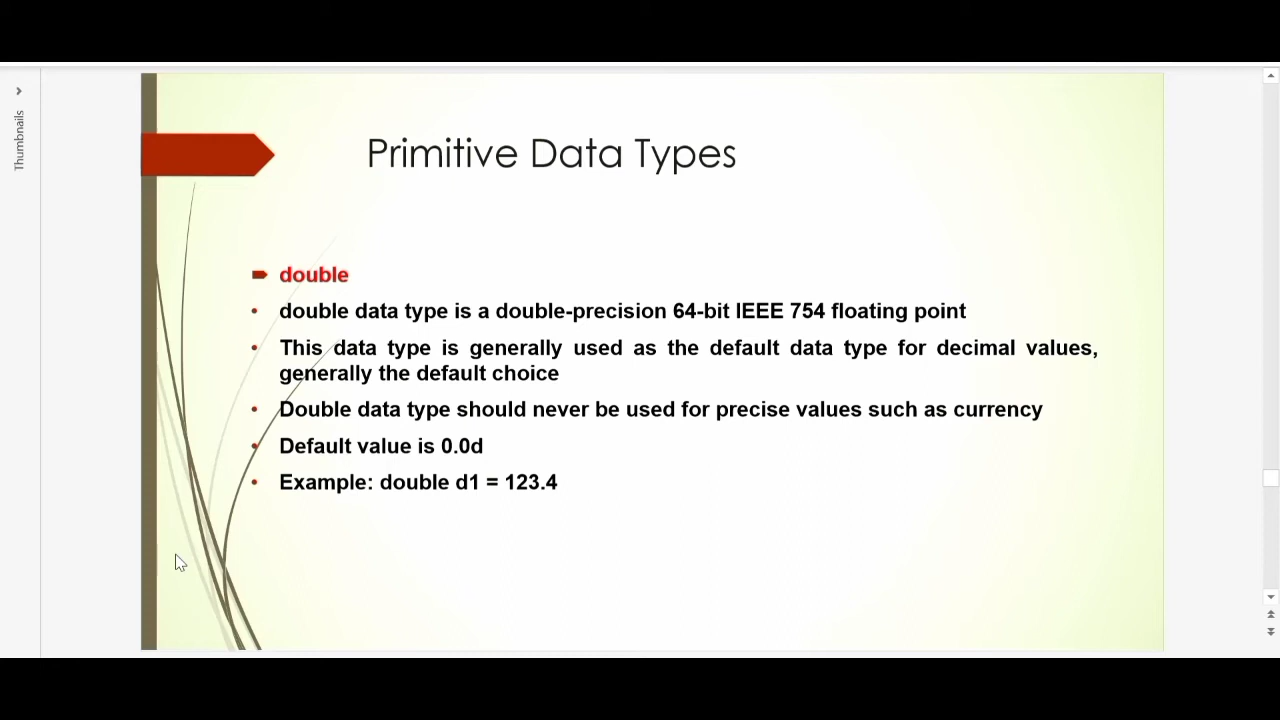 Thumbnails
Primitive Data Types
double
• double data type is a double-precision 64-bit IEEE 754 floating point
• This data type is generally used as the default data type for decimal values,
generally the default choice
• Double data type should never be used for precise values such as currency
• Default value is 0.0d
• Example: double d1 = 123.4